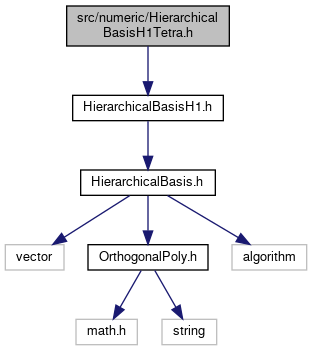 src/numeric/Hierarchical
BasisH1Tetra.h
HierarchicalBasisH1.h
HierarchicalBasis.h
vector
OrthogonalPoly.h
algorithm
math.h
string